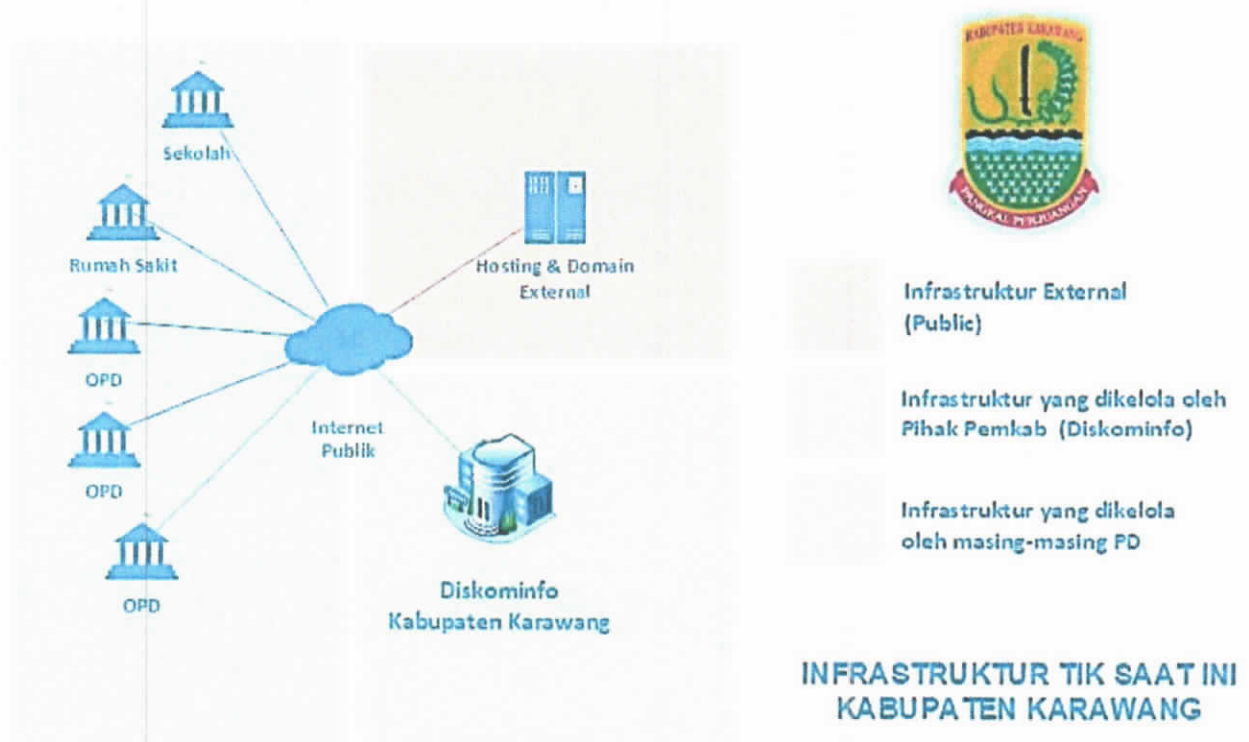 Sekolah
Rumah Sakit
OPD
OPD
OPD
Internet
Publik
Hosting & Domain
External
Diskominfo
Kabupaten Karawang
KABUPATEN KARAWANG
PANGKAL PERJUANGAN
Infrastruktur External
(Public)
Infrastruktur yang dikelola oleh
Pihak Pemkab (Diskominfo)
Infrastruktur yang dikelola
oleh masing-masing PD
INFRASTRUKTUR TIK SAAT INI
KABUPATEN KARAWANG